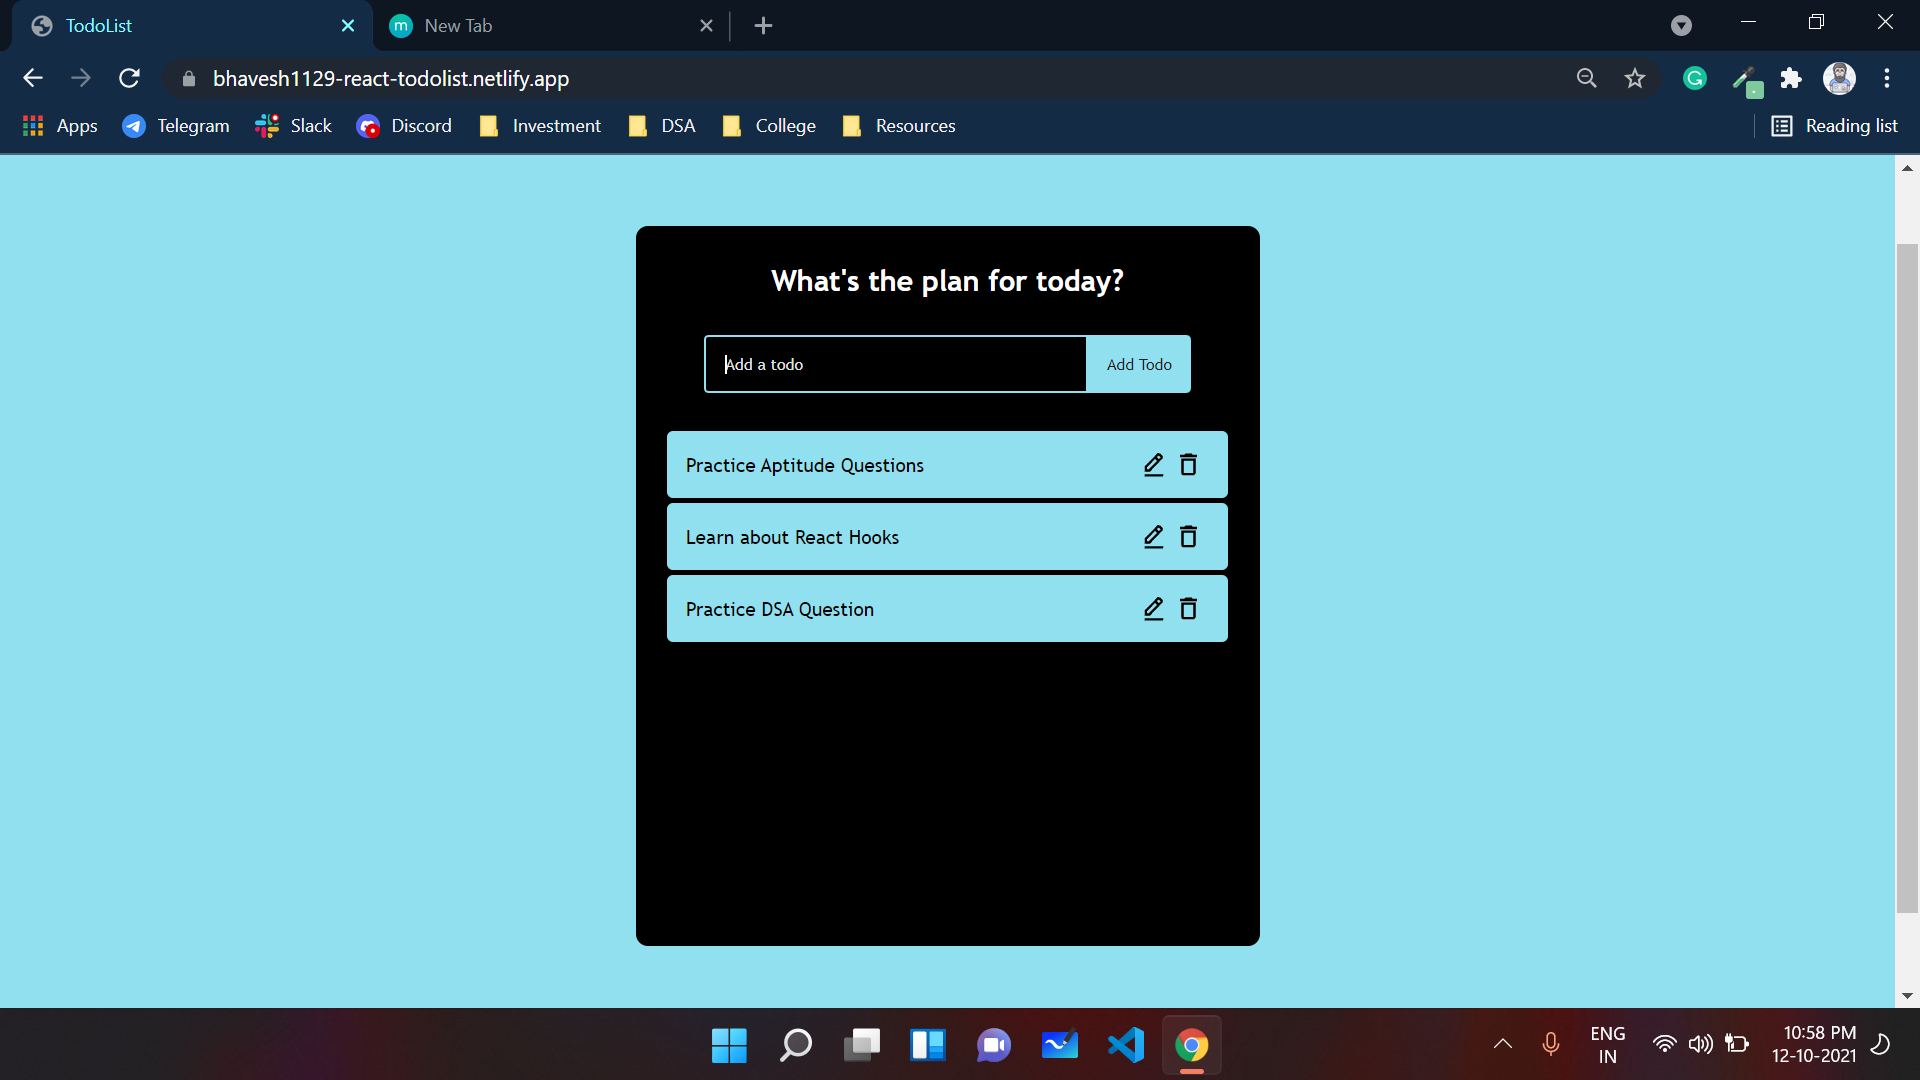 TodoList
New Tab
bhavesh1129-react-todolist.netlify.app
Apps
Telegram
Slack
Discord
Investment
DSA
College
Resources
Reading list
What's the plan for today?
Add a todo
Add Todo
Practice Aptitude Questions
Learn about React Hooks
Practice DSA Question
ENG
IN
10:58 PM
12-10-2021